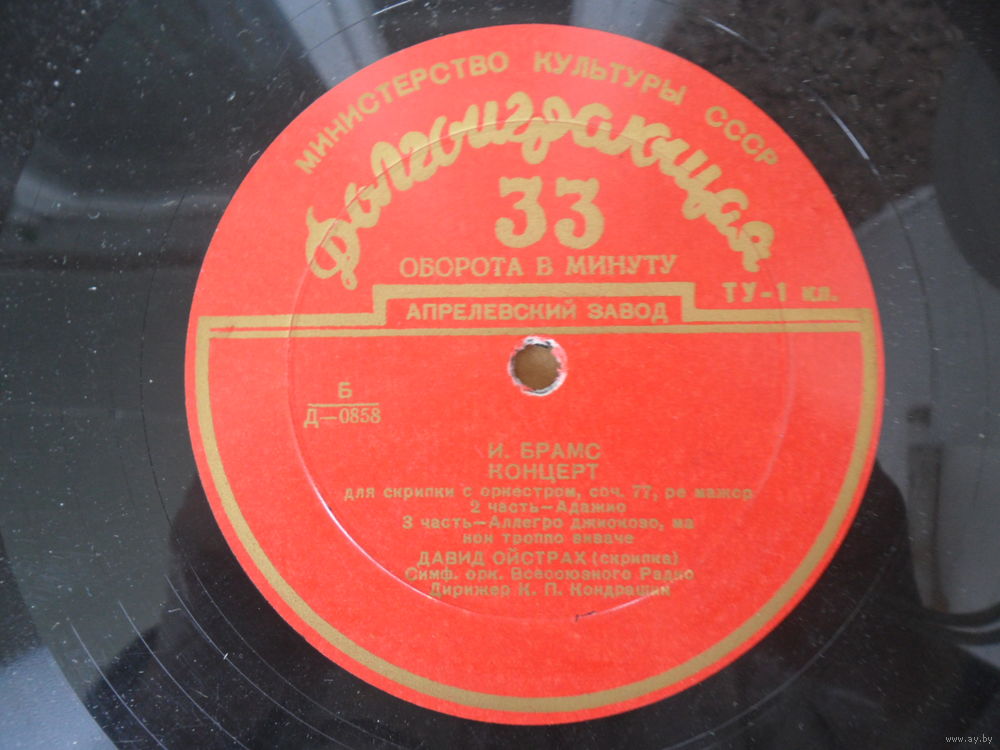 МИНИСТЕРСТВО КУЛЬТУРЫ СССР
Долгоиграющая
33
ОБОРОТА В МИНУТУ
ТУ-1 кл.
АПРЕЛЕВСКИЙ ЗАВОД
Б
Д—0858
И. БРАМС
КОНЦЕРТ
для скрипки с оркестром, соч. 77, ре мажор
2 часть—Адажио
3 часть—Аллегро джиокозо, ма
нон троппо виваче
ДАВИД ОЙСТРАХ (скрипка)
Симф. орк. Всесоюзного Радио
Дирижер К. П. Кондрашин
www.ay.by